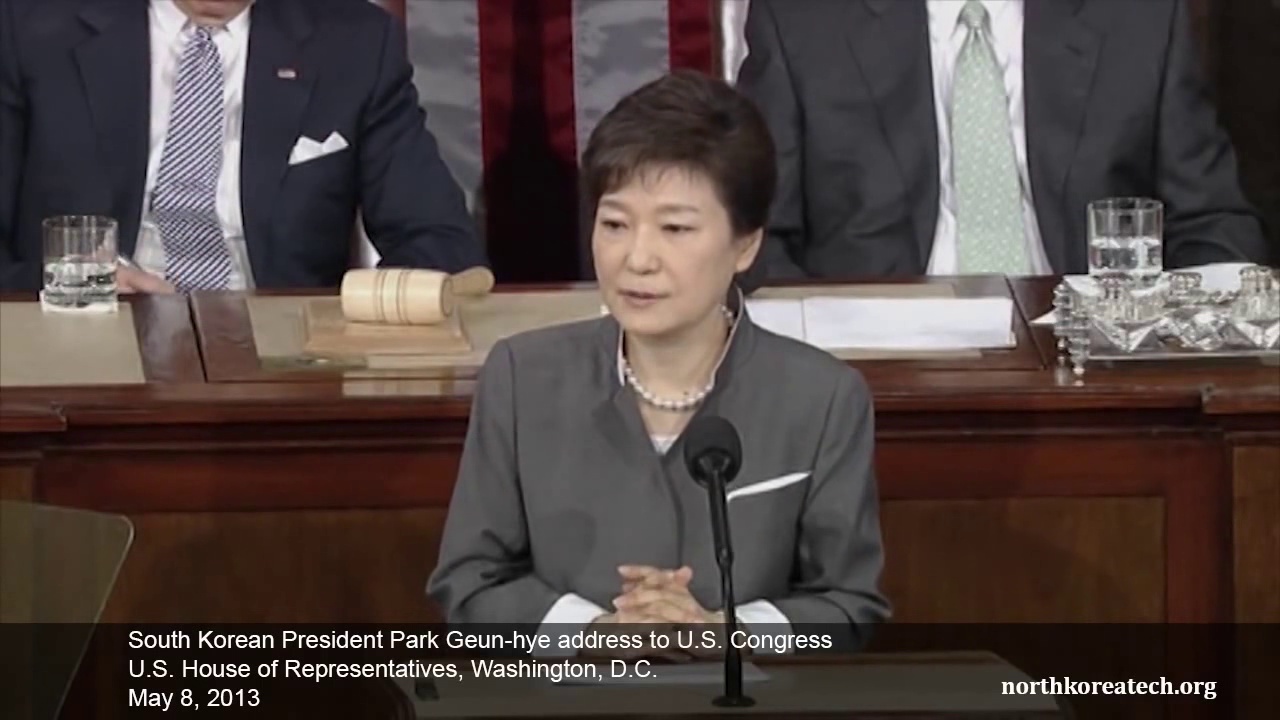 South Korean President Park Geun-hye address to U.S. Congress
U.S. House of Representatives, Washington, D.C.
May 8, 2013
northkoreatech.org